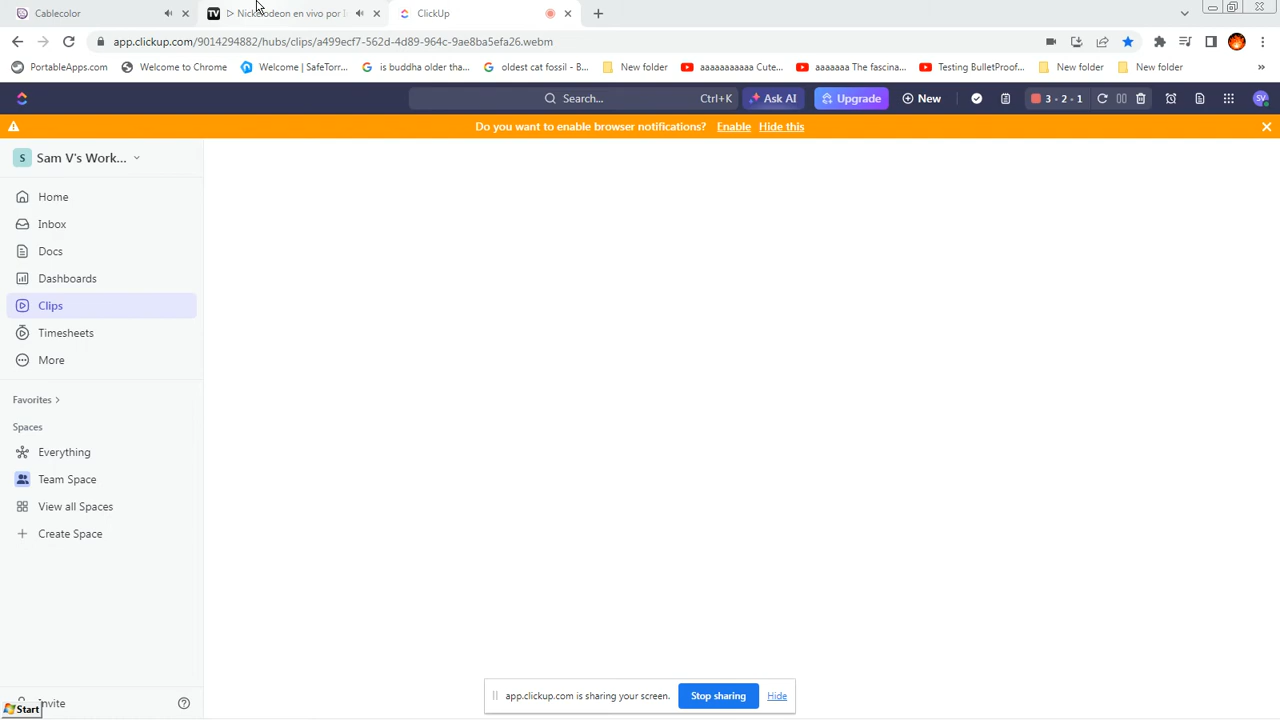 Cablecolor
TV Nickelodeon en vivo por I
ClickUp
app.clickup.com/9014294882/hubs/clips/a499ecf7-562d-4d89-964c-9ae8ba5efa26.webm
PortableApps.com
Welcome to Chrome
Welcome | SafeTorr...
is buddha older tha...
oldest cat fossil - B...
New folder
aaaaaaaaaaa Cute...
aaaaaaa The fascina...
Testing BulletProof...
New folder
New folder
Search...
Ctrl+K
Ask AI
Upgrade
New
3 - 2 - 1
SV
Do you want to enable browser notifications? Enable Hide this
S Sam V's Work...
Home
Inbox
Docs
Dashboards
Clips
Timesheets
More
Favorites
Spaces
Everything
Team Space
View all Spaces
Create Space
app.clickup.com is sharing your screen.
Stop sharing
Hide
Start